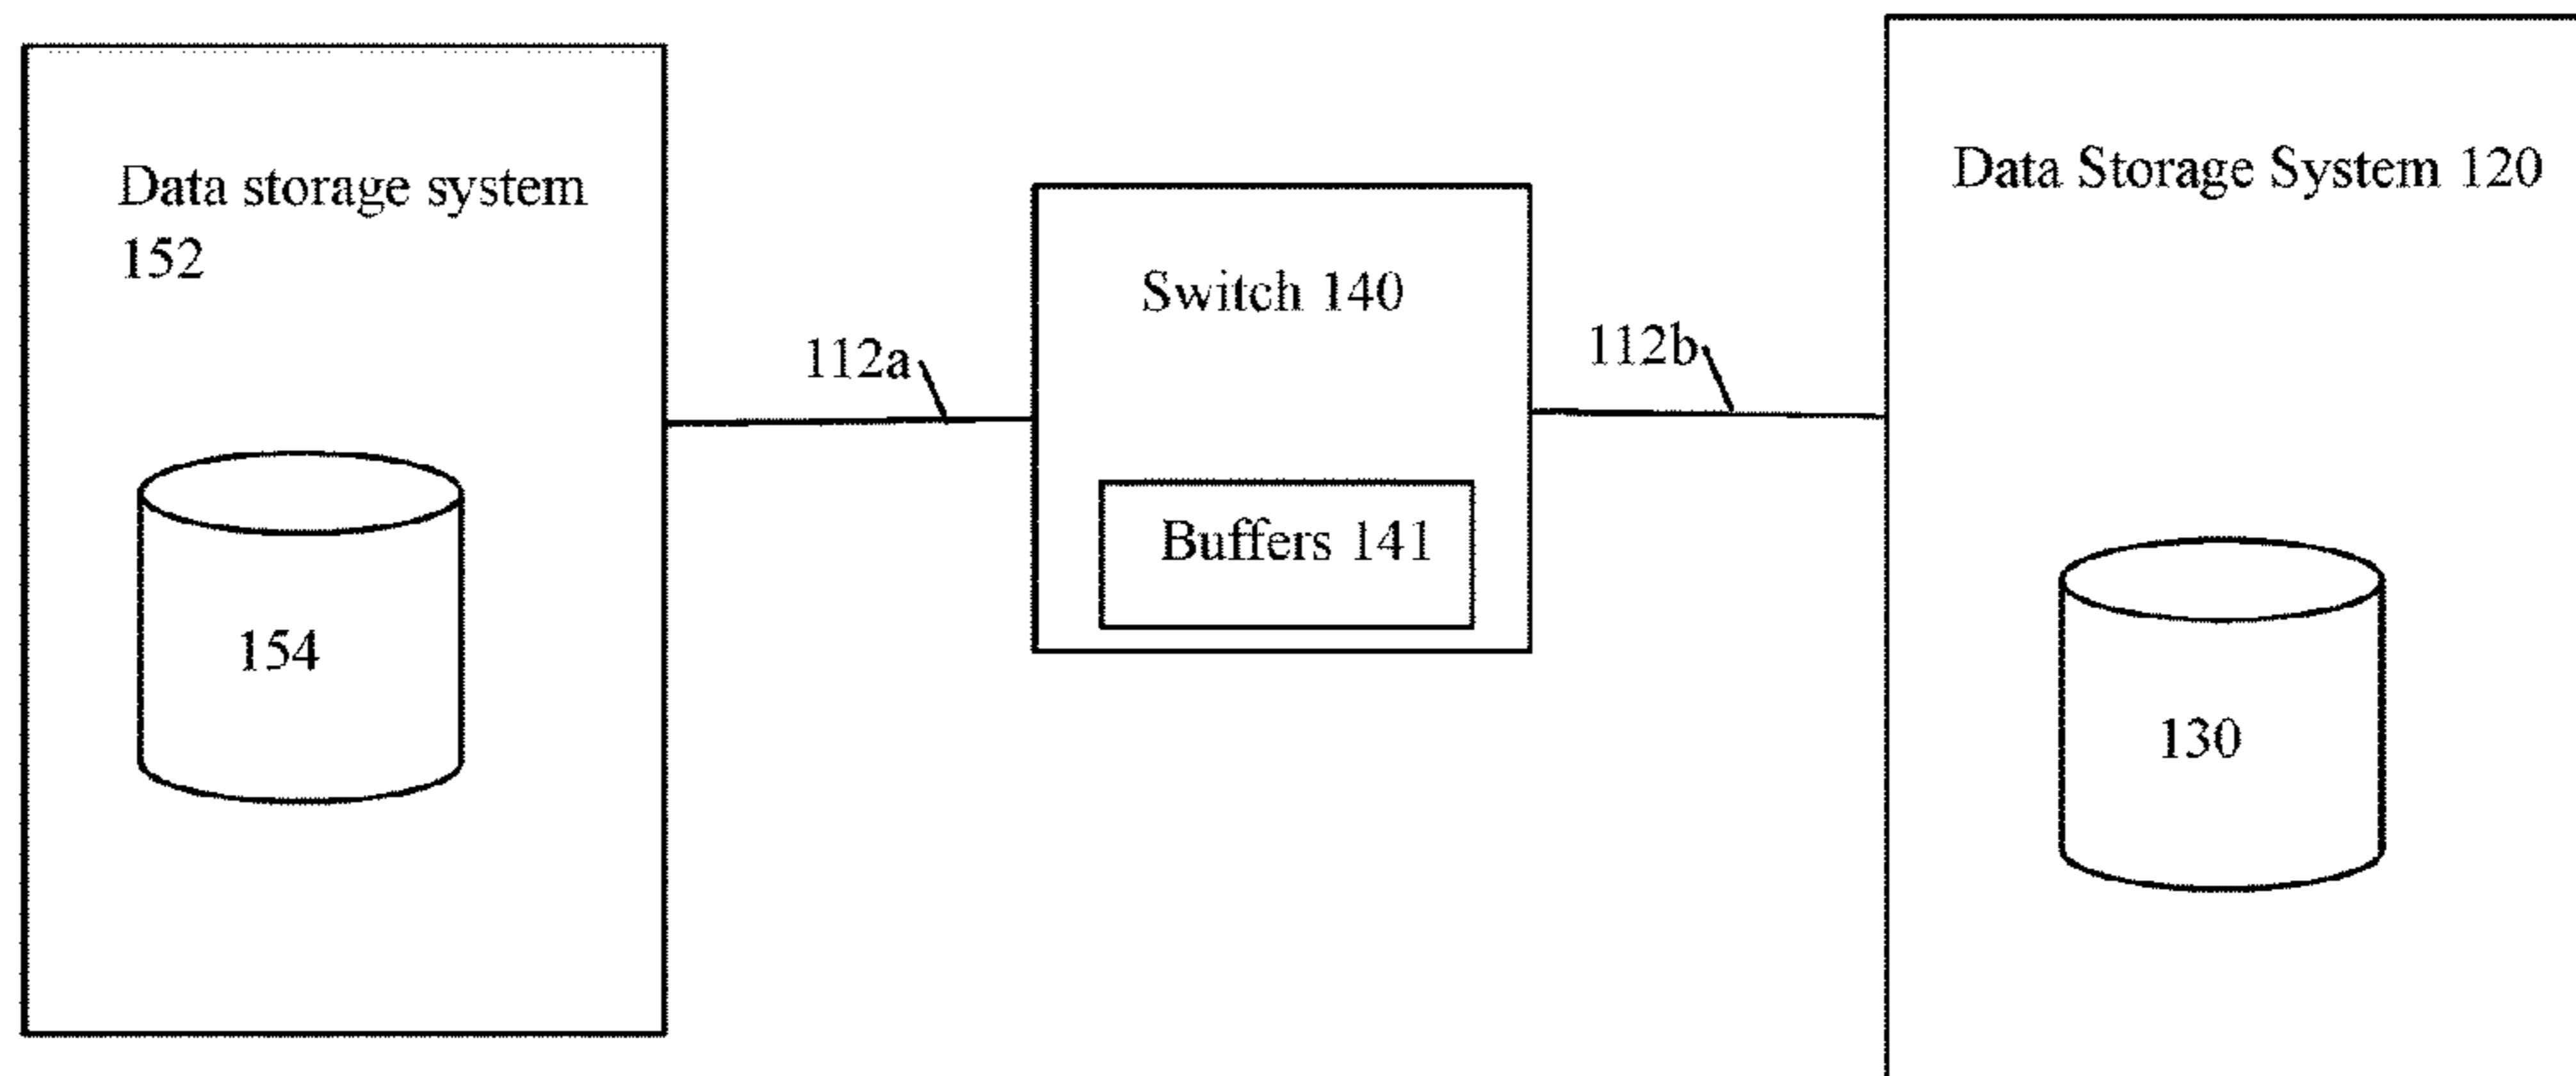 Data storage system
152
154
112a
Switch 140
Buffers 141
112b
Data Storage System 120
130